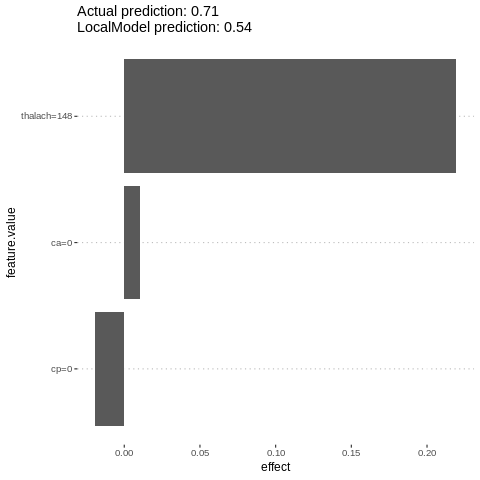 Actual prediction: 0.71
LocalModel prediction: 0.54
thalach=148
ca=0
cp=0
feature.value
0.00 0.05 0.10 0.15 0.20
effect